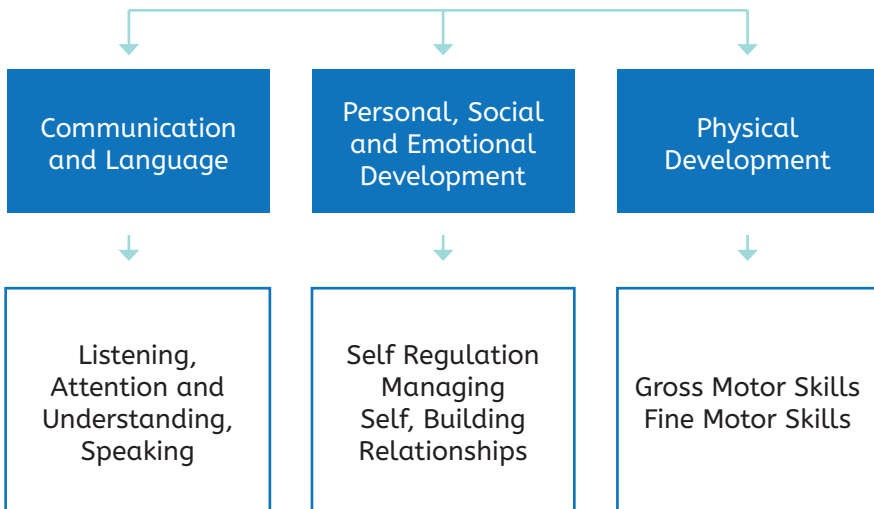 Communication
and Language
Personal, Social
and Emotional
Development
Physical
Development
Listening,
Attention and
Understanding,
Speaking
Self Regulation
Managing
Self, Building
Relationships
Gross Motor Skills
Fine Motor Skills